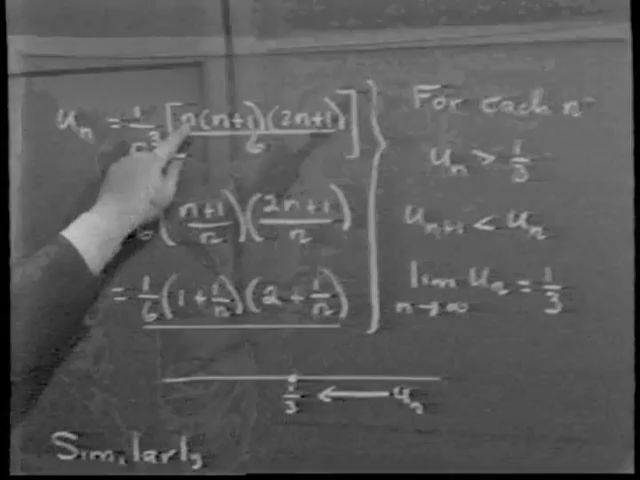 Uₙ = 1/n³ [n(n+1)(2n+1)/6]
6 ((n+1)/n)((2n+1)/n)
= 1/6 (1 + 1/n)(2 + 1/n)
For each n
Uₙ > 1/3
Uₙ₊₁ < Uₙ
lim Uₙ = 1/3
n→∞
1/3 ← Uₙ
Similarly